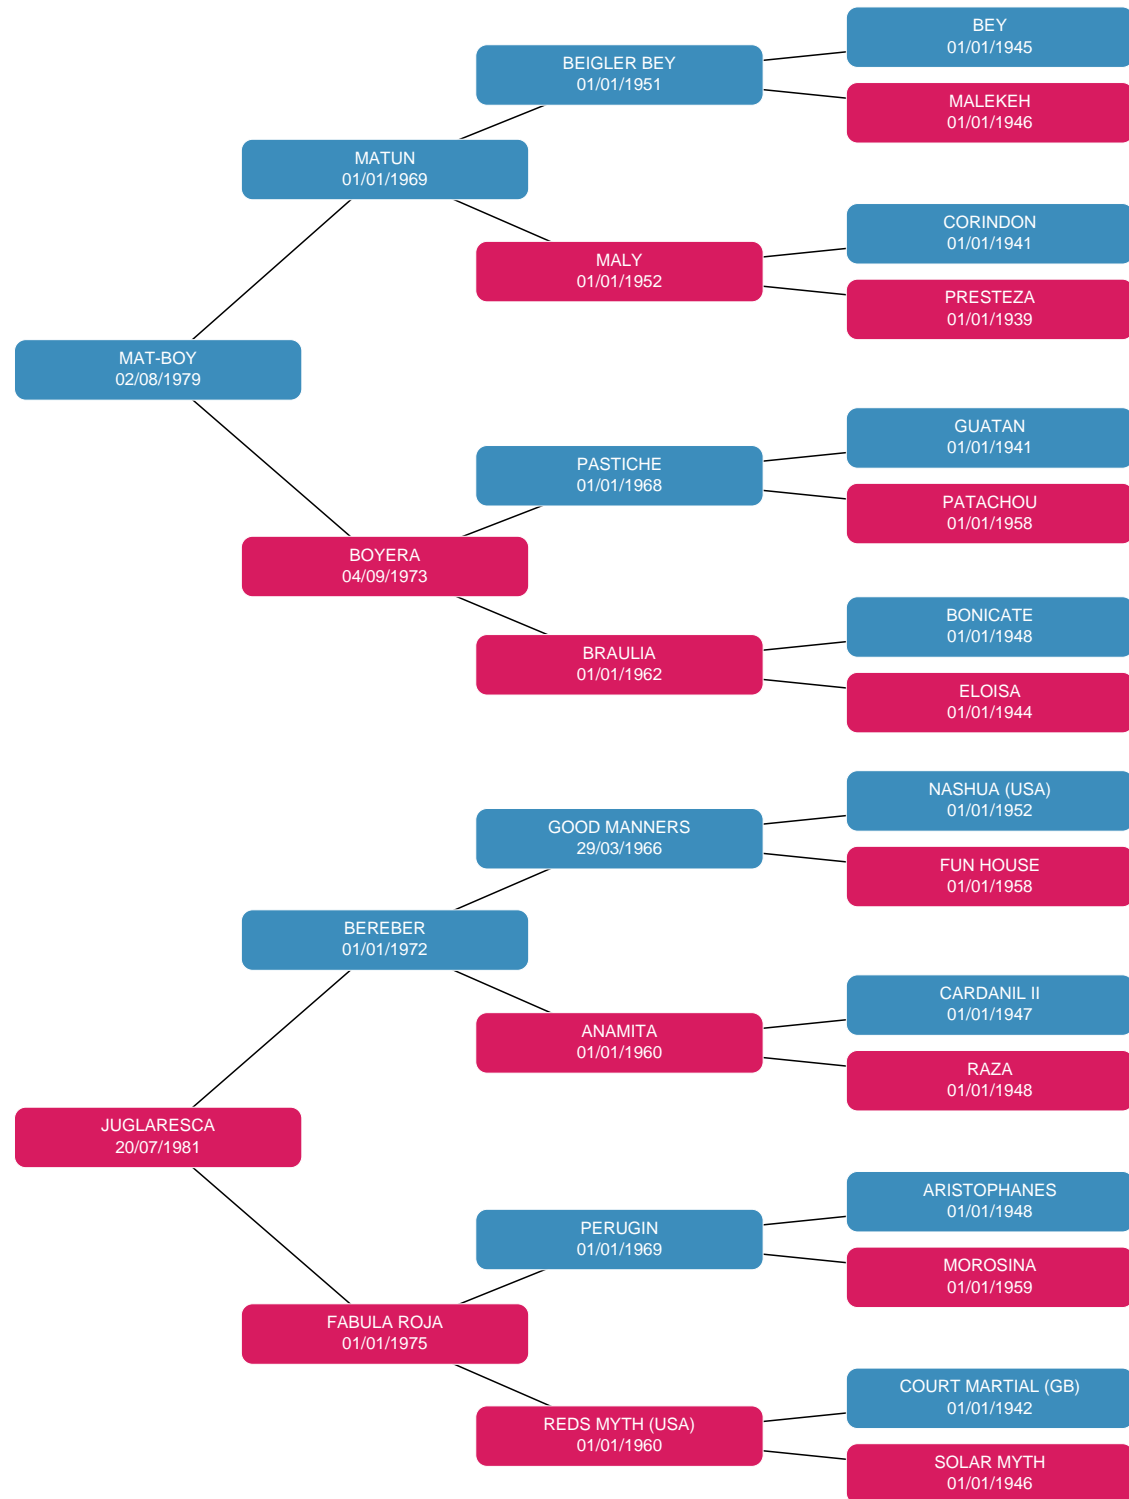 BEY
01/01/1945
BEIGLER BEY
01/01/1951
MALEKEH
01/01/1946
MATUN
01/01/1969
CORINDON
01/01/1941
MALY
01/01/1952
PRESTEZA
01/01/1939
MAT-BOY
02/08/1979
GUATAN
01/01/1941
PASTICHE
01/01/1968
PATACHOU
01/01/1958
BOYERA
04/09/1973
BONICATE
01/01/1948
BRAULIA
01/01/1962
ELOISA
01/01/1944
NASHUA (USA)
01/01/1952
GOOD MANNERS
29/03/1966
FUN HOUSE
01/01/1958
BEREBER
01/01/1972
CARDANIL II
01/01/1947
ANAMITA
01/01/1960
RAZA
01/01/1948
JUGLARESCA
20/07/1981
ARISTOPHANES
01/01/1948
PERUGIN
01/01/1969
MOROSINA
01/01/1959
FABULA ROJA
01/01/1975
COURT MARTIAL (GB)
01/01/1942
REDS MYTH (USA)
01/01/1960
SOLAR MYTH
01/01/1946